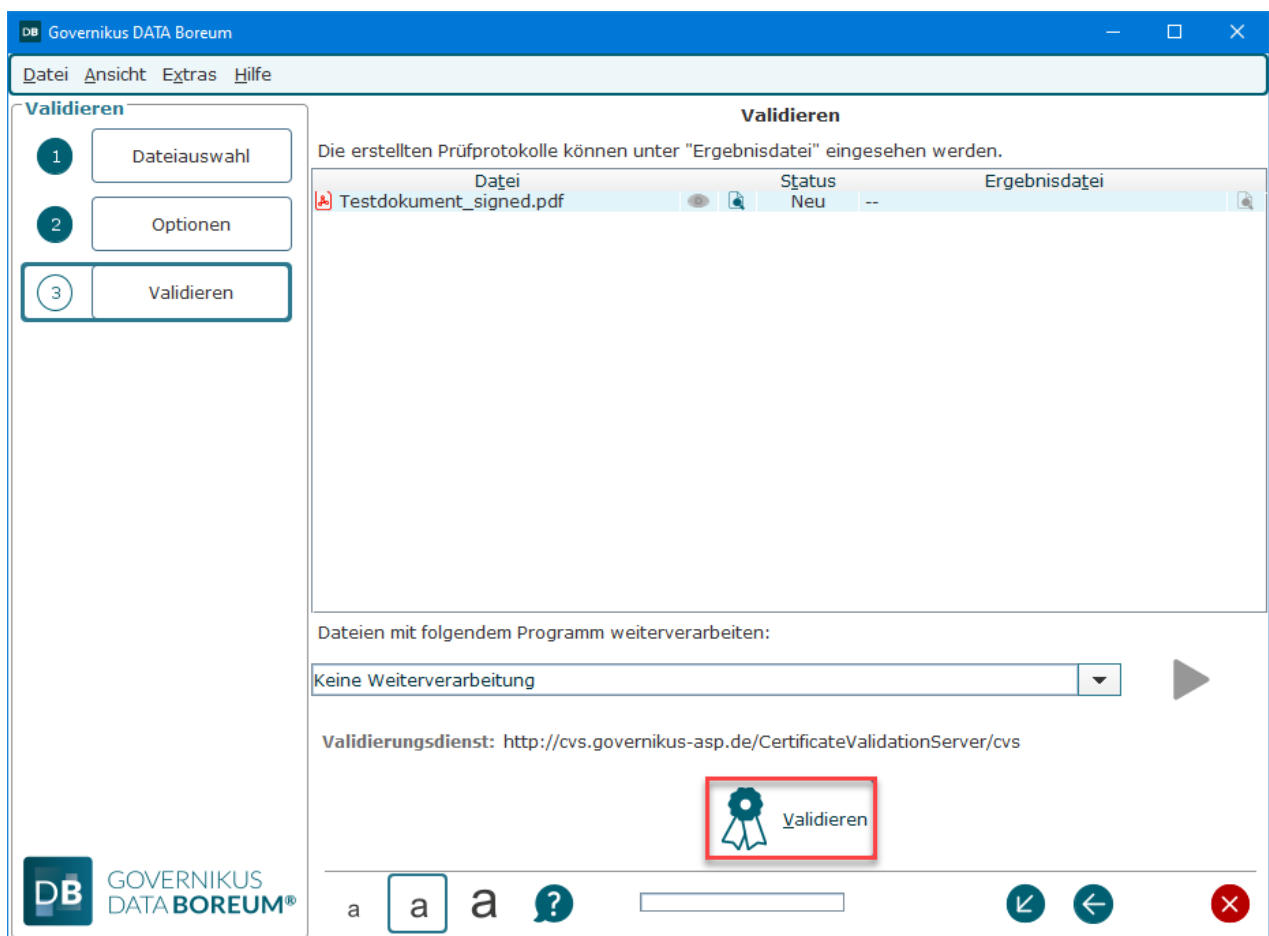 DB Governikus DATA Boreum
Datei Ansicht Extras Hilfe
Validieren
1 Dateiauswahl
2 Optionen
3 Validieren
Validieren
Die erstellten Prüfprotokolle können unter "Ergebnisdatei" eingesehen werden.
Datei Status Ergebnisdatei
Testdokument_signed.pdf Neu --
Dateien mit folgendem Programm weiterverarbeiten:
Keine Weiterverarbeitung
Validierungsdienst: http://cvs.governikus-asp.de/CertificateValidationServer/cvs
Validieren
DB GOVERNIKUS
DATA BOREUM®
a a a ?